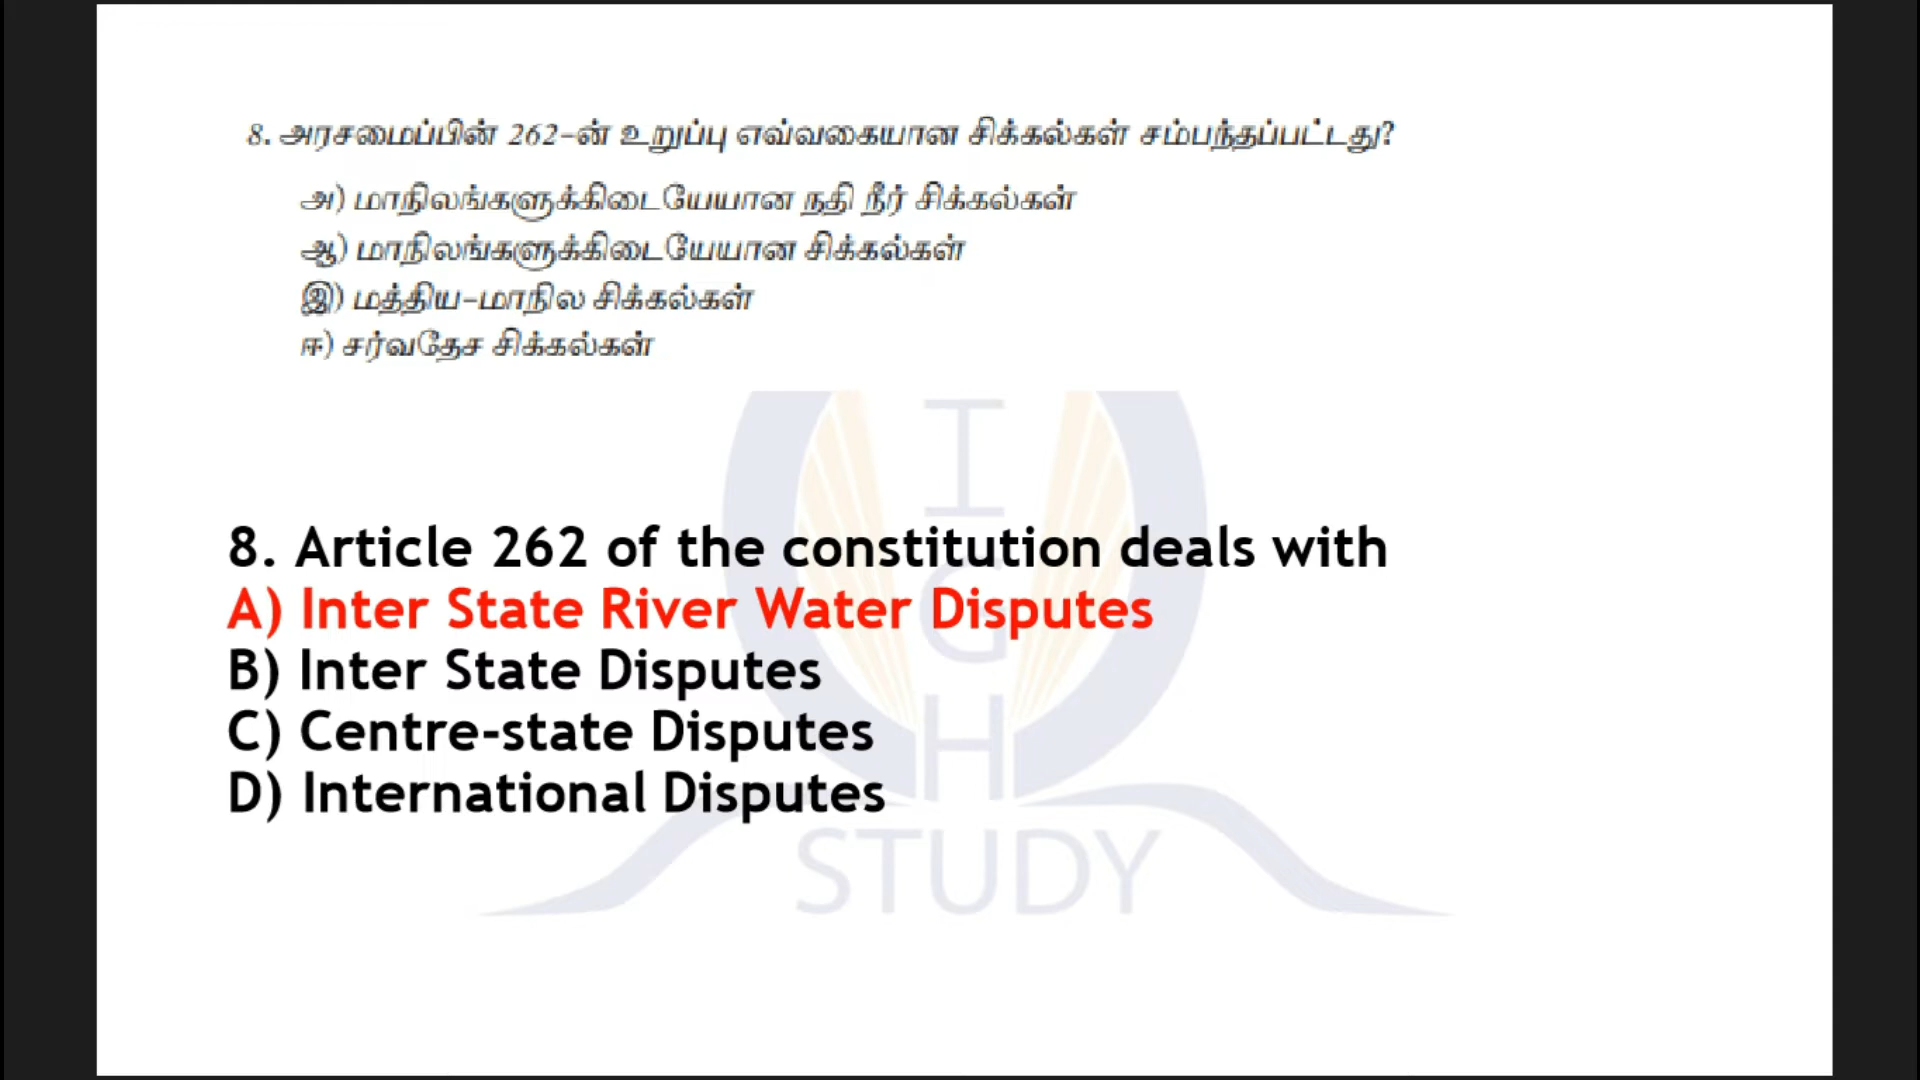 8. அரசமைப்பின் 262-ன் உறுப்பு எவ்வகையான சிக்கல்கள் சம்பந்தப்பட்டது?
அ) மாநிலங்களுக்கிடையேயான நதி நீர் சிக்கல்கள்
ஆ) மாநிலங்களுக்கிடையேயான சிக்கல்கள்
இ) மத்திய-மாநில சிக்கல்கள்
ஈ) சர்வதேச சிக்கல்கள்
8. Article 262 of the constitution deals with
A) Inter State River Water Disputes
B) Inter State Disputes
C) Centre-state Disputes
D) International Disputes
I
G
H
STUDY